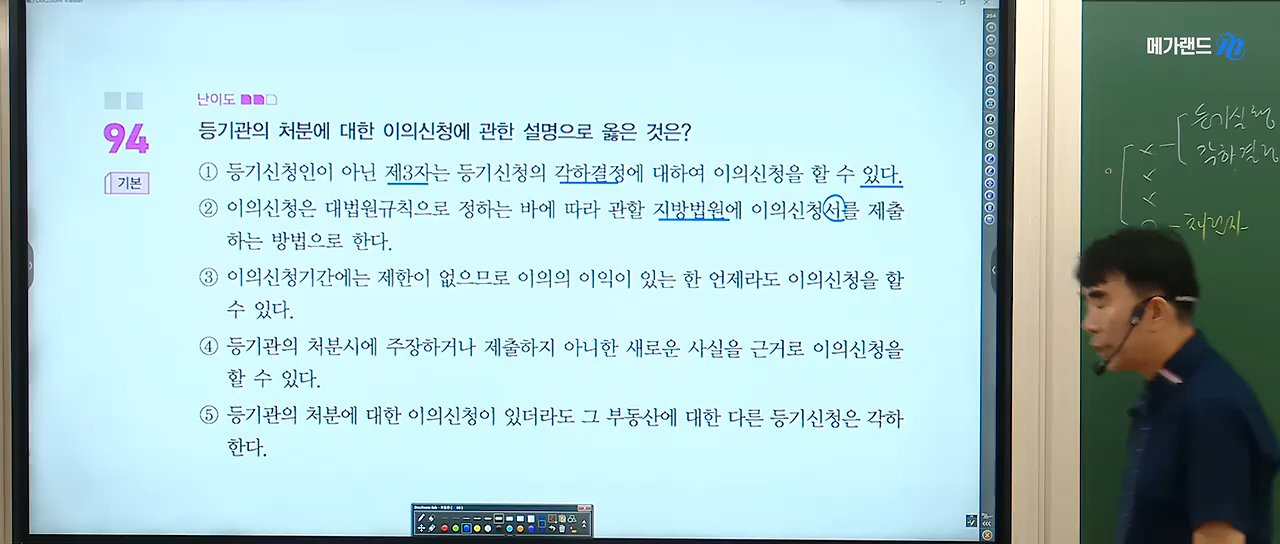 메가랜드
난이도
94
기본
등기관의 처분에 대한 이의신청에 관한 설명으로 옳은 것은?
① 등기신청인이 아닌 제3자는 등기신청의 각하결정에 대하여 이의신청을 할 수 있다.
② 이의신청은 대법원규칙으로 정하는 바에 따라 관할 지방법원에 이의신청서를 제출
하는 방법으로 한다.
③ 이의신청기간에는 제한이 없으므로 이의의 이익이 있는 한 언제라도 이의신청을 할
수 있다.
④ 등기관의 처분시에 주장하거나 제출하지 아니한 새로운 사실을 근거로 이의신청을
할 수 있다.
⑤ 등기관의 처분에 대한 이의신청이 있더라도 그 부동산에 대한 다른 등기신청은 각하
한다.
각하결
채권자